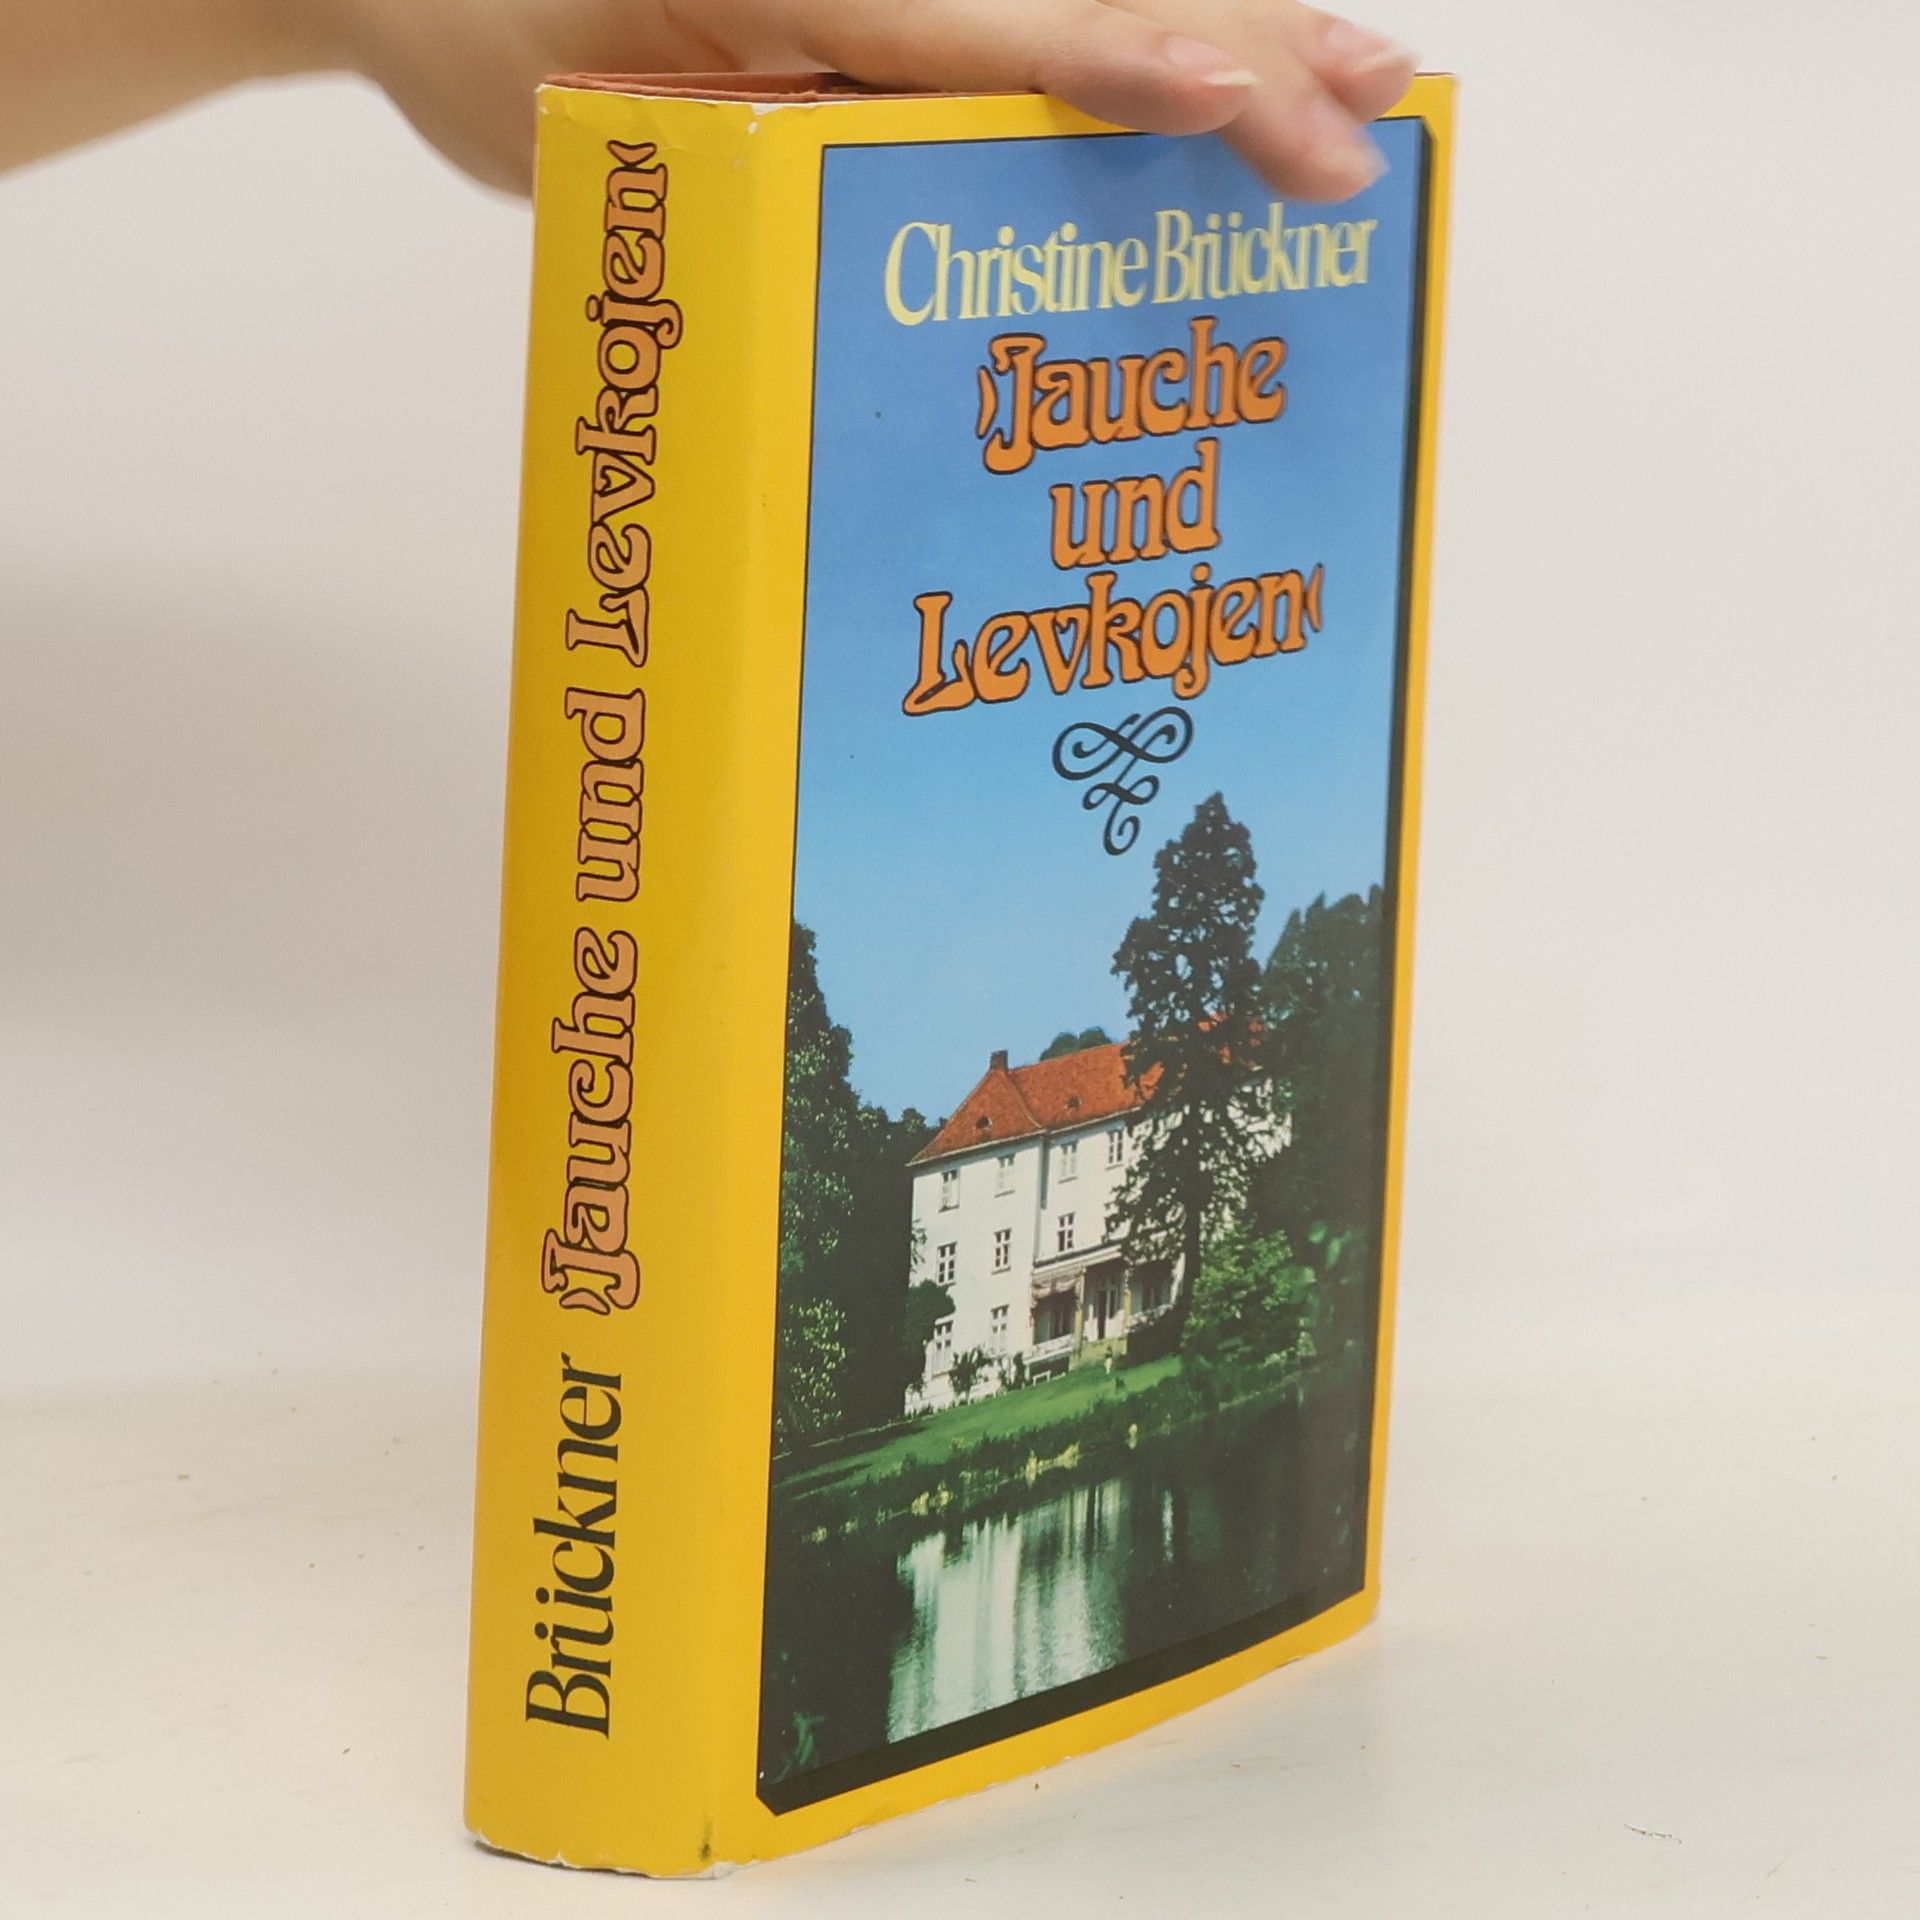 Brückner ›Jauche und Levkojen‹
Christine Brückner
›Jauche
und
Levkojen‹